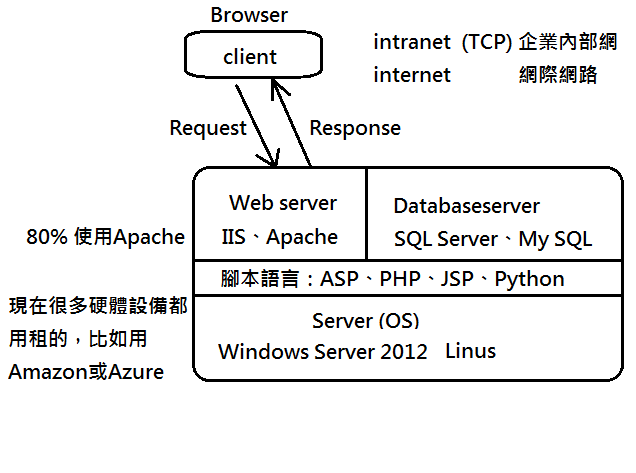 Browser
client
intranet (TCP) 企業內部網
internet 網際網路
Request
Response
Web server
IIS、Apache
Databaseserver
SQL Server、My SQL
80% 使用Apache
腳本語言：ASP、PHP、JSP、Python
現在很多硬體設備都
用租的，比如用
Amazon或Azure
Server (OS)
Windows Server 2012 Linus